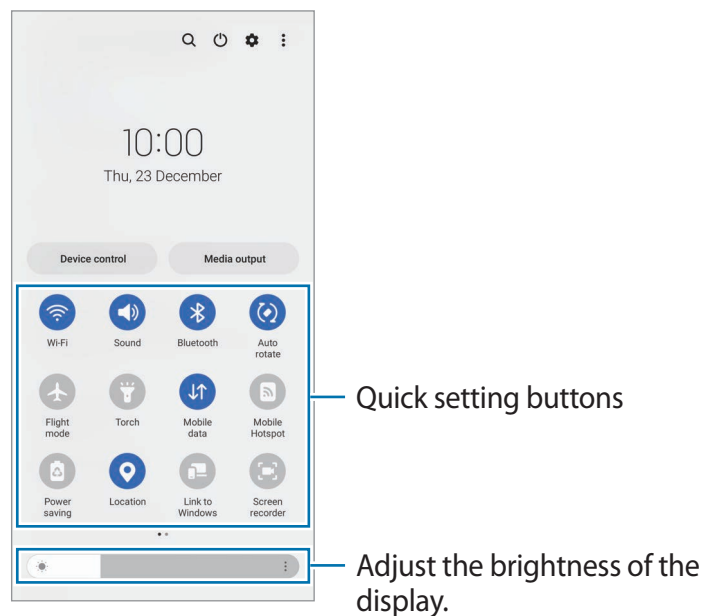 10:00
Thu, 23 December
Device control
Media output
Wi-Fi
Sound
Bluetooth
Auto
rotate
Flight
mode
Torch
Mobile
data
Mobile
Hotspot
Quick setting buttons
Power
saving
Location
Link to
Windows
Screen
recorder
Adjust the brightness of the
display.